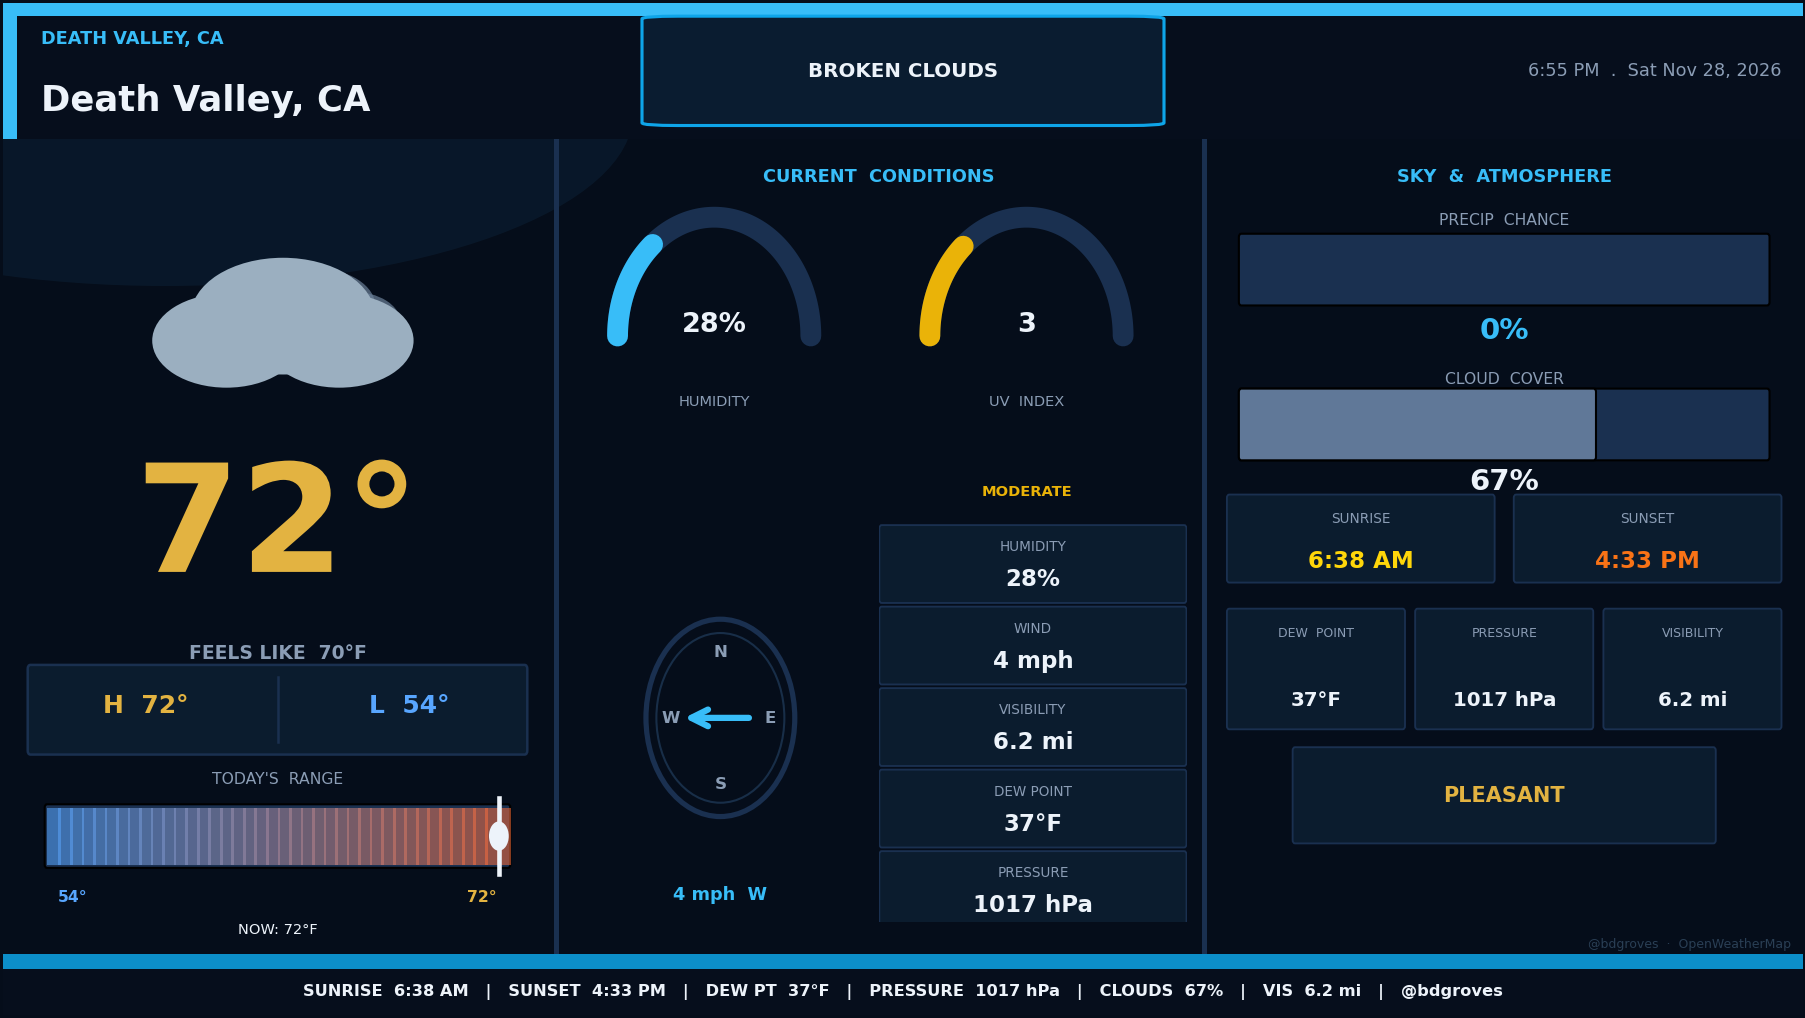 DEATH VALLEY, CA
Death Valley, CA
BROKEN CLOUDS
6:55 PM  .  Sat Nov 28, 2026
72°
FEELS LIKE  70°F
H  72°
L  54°
TODAY'S  RANGE
54°
72°
NOW: 72°F
CURRENT  CONDITIONS
28%
HUMIDITY
3
UV  INDEX
MODERATE
N
W
E
S
4 mph  W
HUMIDITY
28%
WIND
4 mph
VISIBILITY
6.2 mi
DEW POINT
37°F
PRESSURE
1017 hPa
SKY  &  ATMOSPHERE
PRECIP  CHANCE
0%
CLOUD  COVER
67%
SUNRISE
6:38 AM
SUNSET
4:33 PM
DEW  POINT
37°F
PRESSURE
1017 hPa
VISIBILITY
6.2 mi
PLEASANT
@bdgroves  ·  OpenWeatherMap
SUNRISE  6:38 AM   |   SUNSET  4:33 PM   |   DEW PT  37°F   |   PRESSURE  1017 hPa   |   CLOUDS  67%   |   VIS  6.2 mi   |   @bdgroves